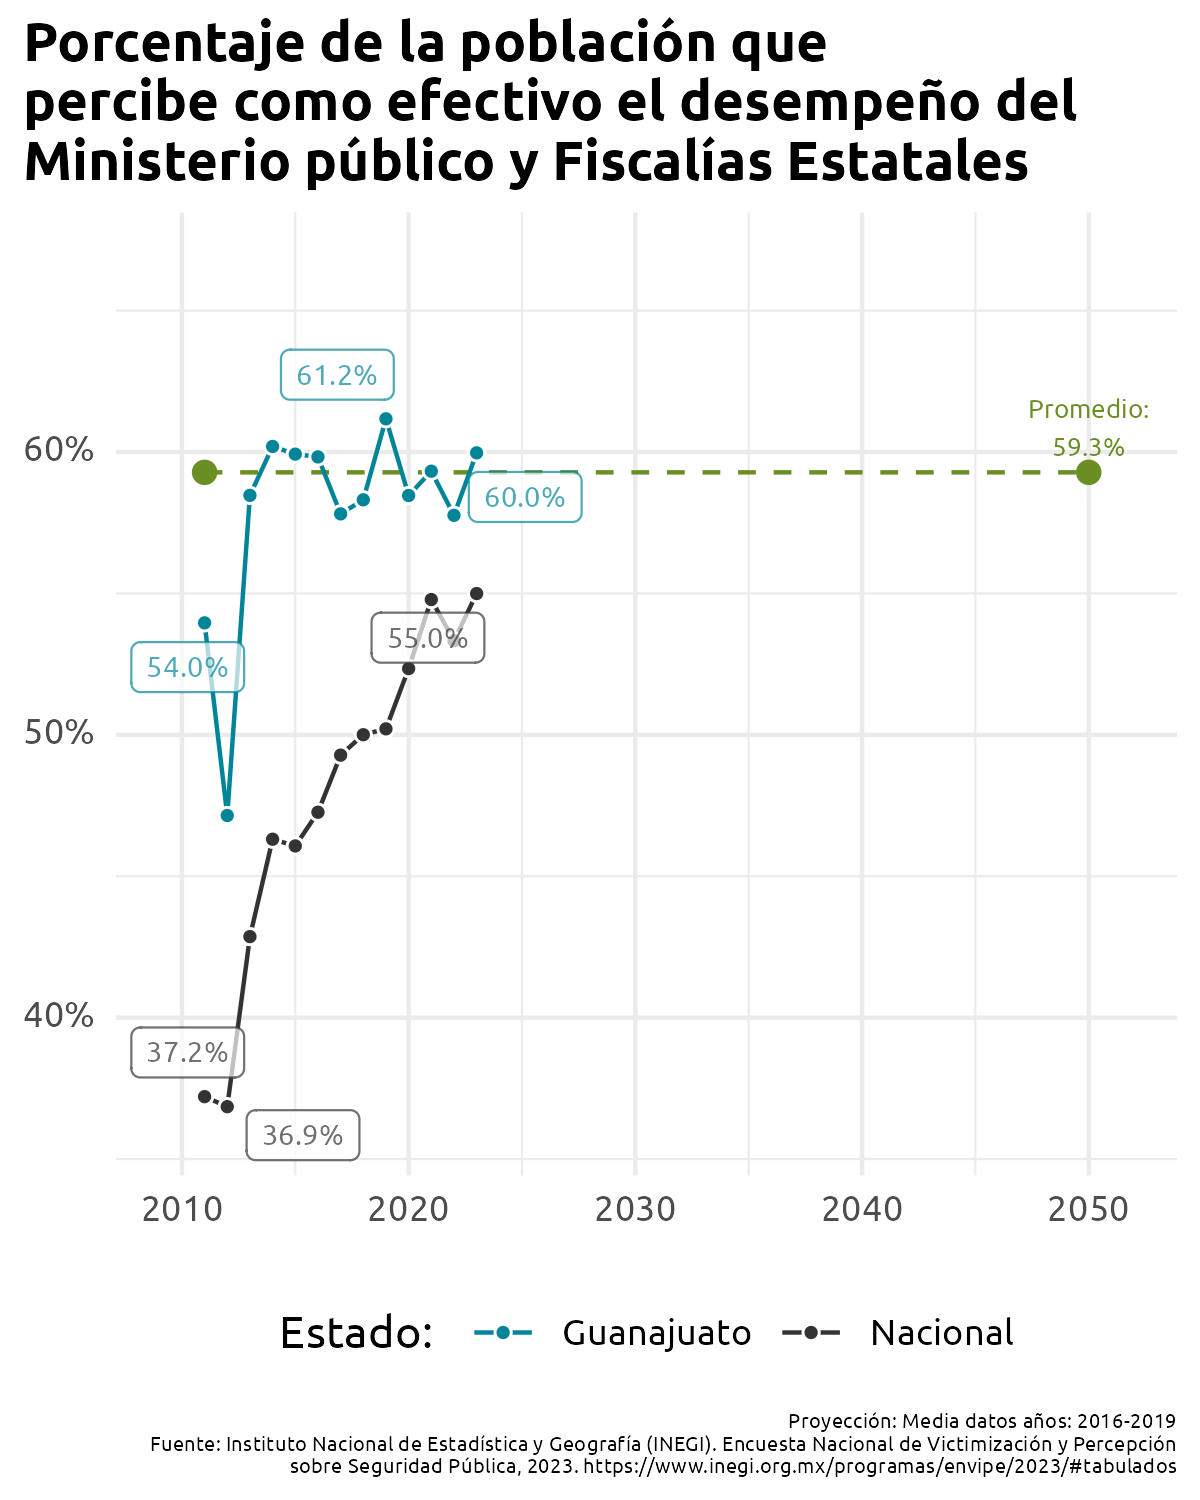 Porcentaje de la población que
percibe como efectivo el desempeño del
Ministerio público y Fiscalías Estatales
61.2%
Promedio:
59.3%
60%
60.0%
55.0%
54.0%
50%
40%
37.2%
36.9%
2010 2020 2030 2040 2050
Estado: Guanajuato Nacional
Proyección: Media datos años: 2016-2019
Fuente: Instituto Nacional de Estadística y Geografía (INEGI). Encuesta Nacional de Victimización y Percepción
sobre Seguridad Pública, 2023. https://www.inegi.org.mx/programas/envipe/2023/#tabulados